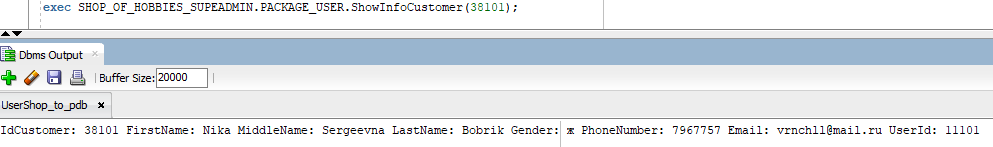 exec SHOP_OF_HOBBIES_SUPEADMIN.PACKAGE_USER.ShowInfoCustomer(38101);
Dbms Output ×
Buffer Size: 20000
UserShop_to_pdb ×
IdCustomer: 38101 FirstName: Nika MiddleName: Sergeevna LastName: Bobrik Gender: ж PhoneNumber: 7967757 Email: vrnchll@mail.ru UserId: 11101